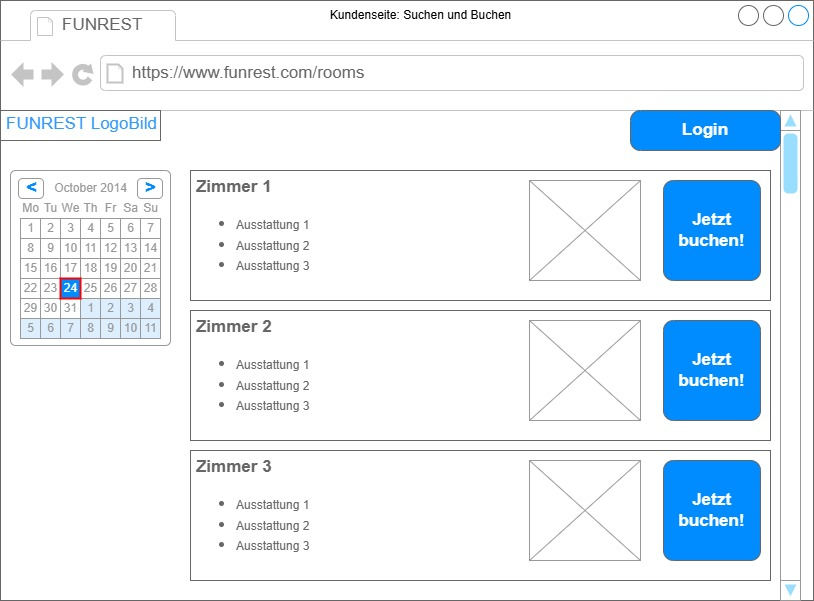 Kundenseite: Suchen und Buchen
FUNREST
https://www.funrest.com/rooms
FUNREST LogoBild
Login
< October 2014 >
Mo Tu We Th Fr Sa Su
1 2 3 4 5 6 7
8 9 10 11 12 13 14
15 16 17 18 19 20 21
22 23 24 25 26 27 28
29 30 31 1 2 3 4
5 6 7 8 9 10 11
Zimmer 1
• Ausstattung 1
• Ausstattung 2
• Ausstattung 3
Jetzt
buchen!
Zimmer 2
• Ausstattung 1
• Ausstattung 2
• Ausstattung 3
Jetzt
buchen!
Zimmer 3
• Ausstattung 1
• Ausstattung 2
• Ausstattung 3
Jetzt
buchen!